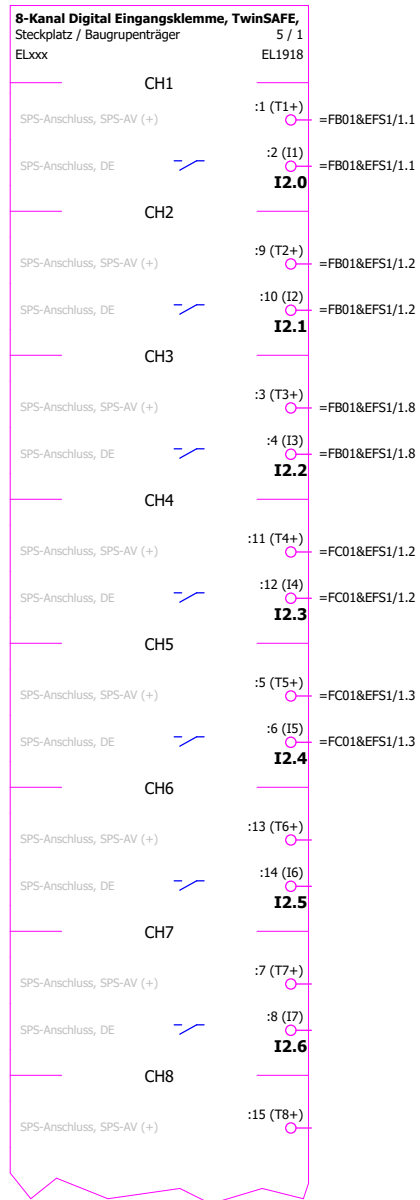 8-Kanal Digital Eingangsklemme, TwinSAFE,
Steckplatz / Baugrupenträger 5 / 1
ELxxx EL1918
CH1
SPS-Anschluss, SPS-AV (+) :1 (T1+) =FB01&EFS1/1.1
SPS-Anschluss, DE :2 (I1) =FB01&EFS1/1.1
I2.0
CH2
SPS-Anschluss, SPS-AV (+) :9 (T2+) =FB01&EFS1/1.2
SPS-Anschluss, DE :10 (I2) =FB01&EFS1/1.2
I2.1
CH3
SPS-Anschluss, SPS-AV (+) :3 (T3+) =FB01&EFS1/1.8
SPS-Anschluss, DE :4 (I3) =FB01&EFS1/1.8
I2.2
CH4
SPS-Anschluss, SPS-AV (+) :11 (T4+) =FC01&EFS1/1.2
SPS-Anschluss, DE :12 (I4) =FC01&EFS1/1.2
I2.3
CH5
SPS-Anschluss, SPS-AV (+) :5 (T5+) =FC01&EFS1/1.3
SPS-Anschluss, DE :6 (I5) =FC01&EFS1/1.3
I2.4
CH6
SPS-Anschluss, SPS-AV (+) :13 (T6+)
SPS-Anschluss, DE :14 (I6)
I2.5
CH7
SPS-Anschluss, SPS-AV (+) :7 (T7+)
SPS-Anschluss, DE :8 (I7)
I2.6
CH8
SPS-Anschluss, SPS-AV (+) :15 (T8+)